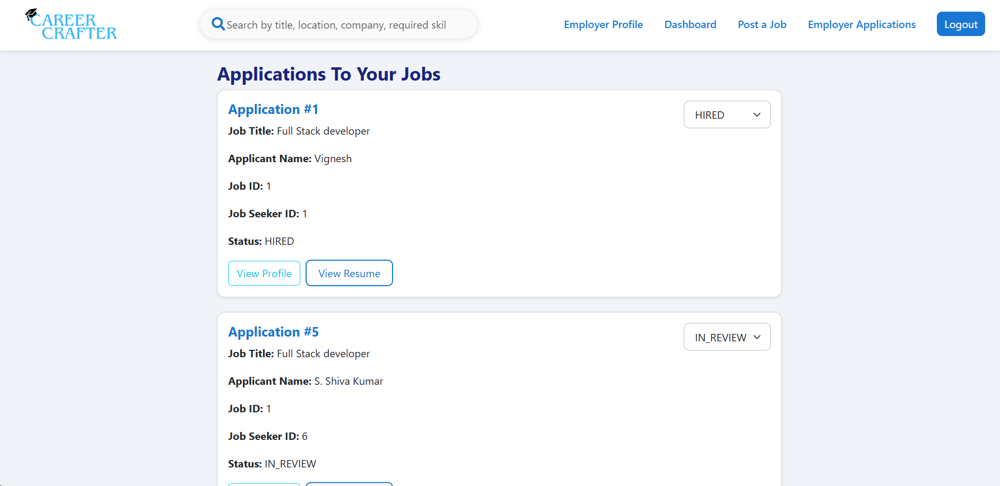 CAREER
CRAFTER
Search by title, location, company, required skil
Employer Profile
Dashboard
Post a Job
Employer Applications
Logout
Applications To Your Jobs
Application #1
HIRED
Job Title: Full Stack developer
Applicant Name: Vignesh
Job ID: 1
Job Seeker ID: 1
Status: HIRED
View Profile
View Resume
Application #5
IN_REVIEW
Job Title: Full Stack developer
Applicant Name: S. Shiva Kumar
Job ID: 1
Job Seeker ID: 6
Status: IN_REVIEW